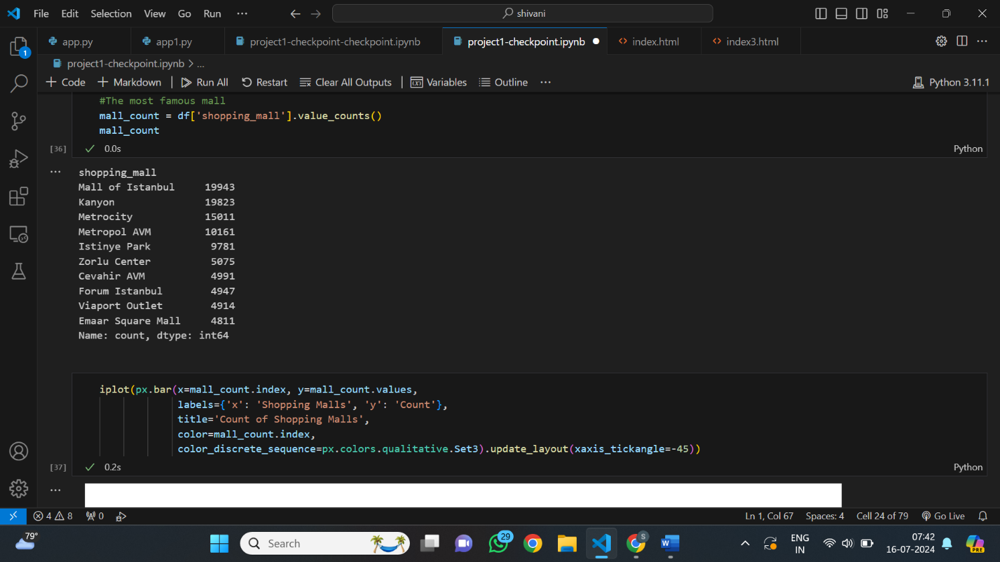 File Edit Selection View Go Run ···
shivani
app.py app1.py project1-checkpoint-checkpoint.ipynb project1-checkpoint.ipynb index.html index3.html
project1-checkpoint.ipynb > ...
+ Code + Markdown | Run All Restart Clear All Outputs | Variables Outline ··· Python 3.11.1
#The most famous mall
mall_count = df['shopping_mall'].value_counts()
mall_count
[36] ✓ 0.0s Python
··· shopping_mall
Mall of Istanbul 19943
Kanyon 19823
Metrocity 15011
Metropol AVM 10161
Istinye Park 9781
Zorlu Center 5075
Cevahir AVM 4991
Forum Istanbul 4947
Viaport Outlet 4914
Emaar Square Mall 4811
Name: count, dtype: int64
iplot(px.bar(x=mall_count.index, y=mall_count.values,
labels={'x': 'Shopping Malls', 'y': 'Count'},
title='Count of Shopping Malls',
color=mall_count.index,
color_discrete_sequence=px.colors.qualitative.Set3).update_layout(xaxis_tickangle=-45))
[37] ✓ 0.2s Python
···
1
4 8 0 Ln 1, Col 67 Spaces: 4 Cell 24 of 79 Go Live
79° Search 29 S ENG 07:42
IN 16-07-2024 PRE